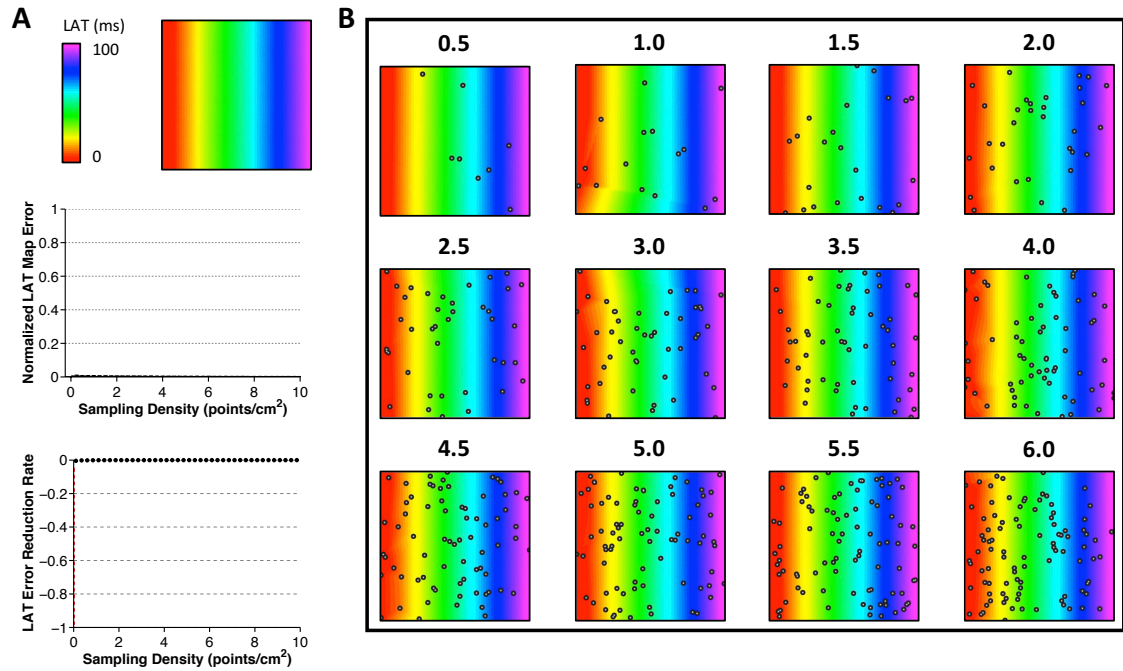 A
LAT (ms)
100
0
Normalized LAT Map Error
1
0.8
0.6
0.4
0.2
0
0 2 4 6 8 10
Sampling Density (points/cm²)
LAT Error Reduction Rate
0
−0.2
−0.4
−0.6
−0.8
−1
0 2 4 6 8 10
Sampling Density (points/cm²)
B
0.5 1.0 1.5 2.0
2.5 3.0 3.5 4.0
4.5 5.0 5.5 6.0